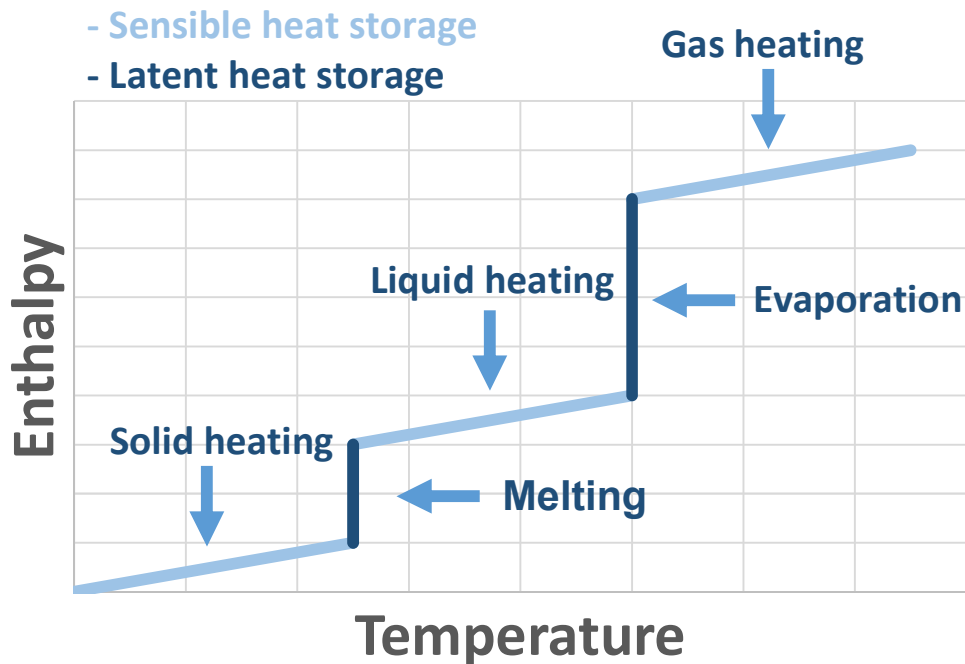 - Sensible heat storage
- Latent heat storage
Gas heating
Liquid heating
Evaporation
Solid heating
Melting
Enthalpy
Temperature